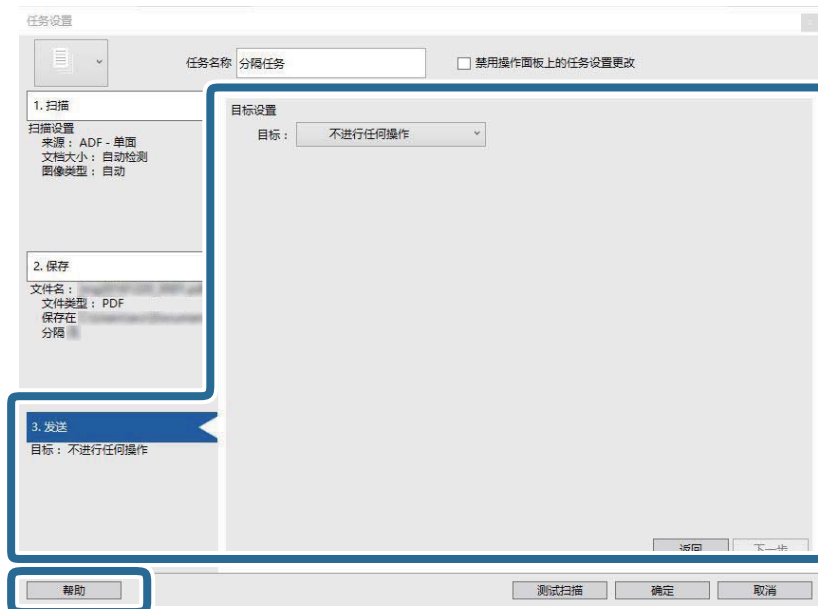 任务设置
任务名称 分隔任务 禁用操作面板上的任务设置更改
1. 扫描
扫描设置
来源： ADF - 单面
文档大小： 自动检测
图像类型： 自动
2. 保存
文件名：
文件类型： PDF
保存在
分隔
3. 发送
目标： 不进行任何操作
目标设置
目标： 不进行任何操作
返回 下一步
帮助 测试扫描 确定 取消